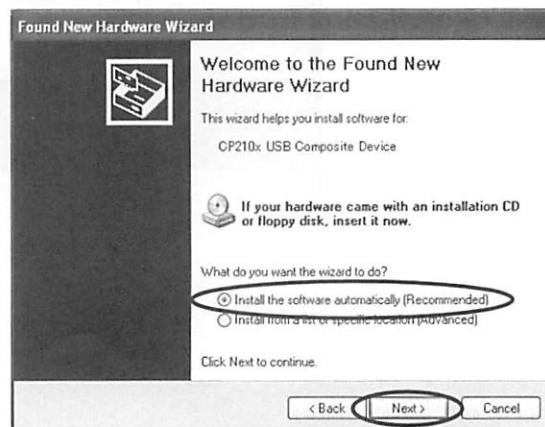 Found New Hardware Wizard
Welcome to the Found New
Hardware Wizard
This wizard helps you install software for:
CP210x USB Composite Device
If your hardware came with an installation CD
or floppy disk, insert it now.
What do you want the wizard to do?
Install the software automatically (Recommended)
Install from a list or specific location (Advanced)
Click Next to continue.
< Back
Next >
Cancel